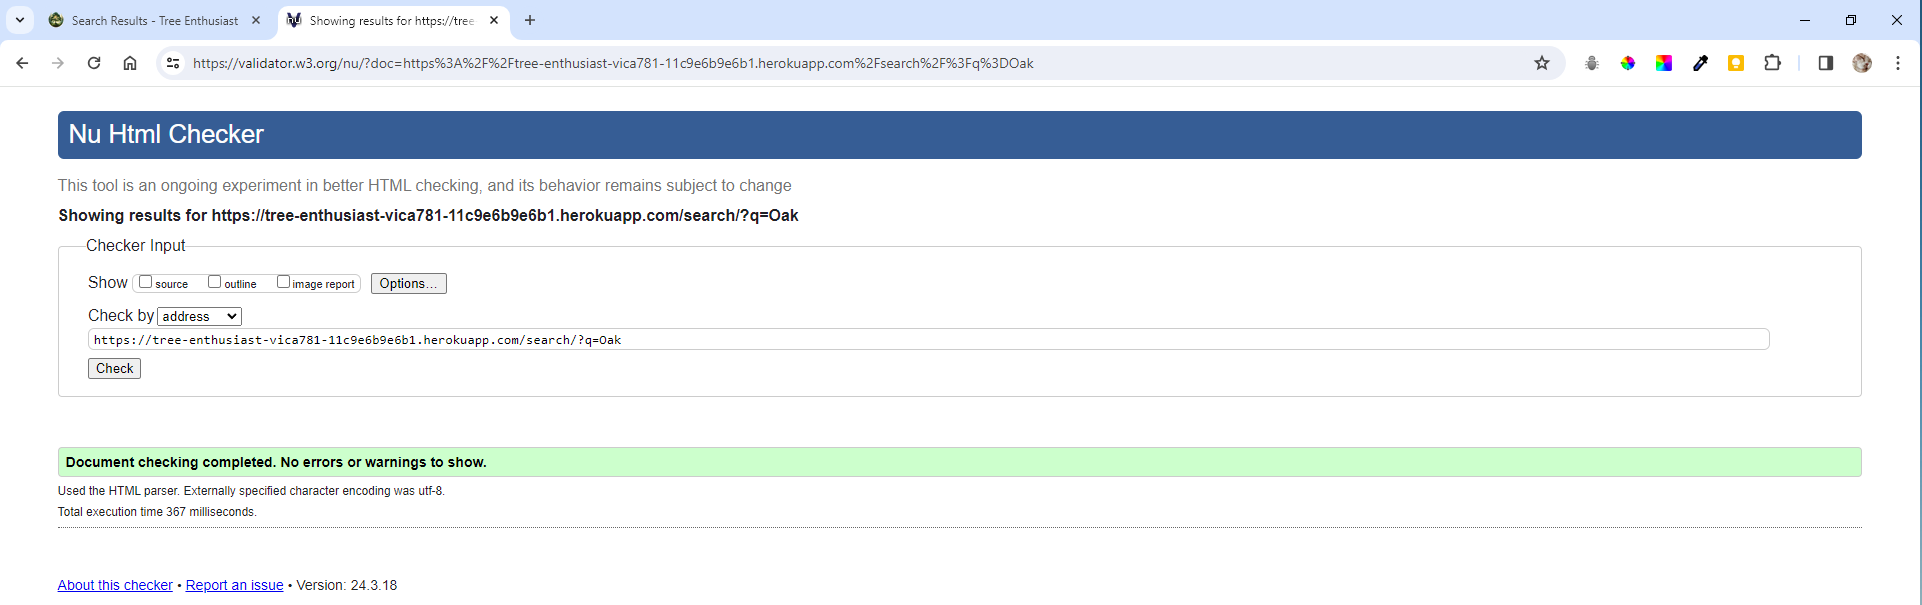 Search Results - Tree Enthusiast
Showing results for https://tree
https://validator.w3.org/nu/?doc=https%3A%2F%2Ftree-enthusiast-vica781-11c9e6b9e6b1.herokuapp.com%2Fsearch%2F%3Fq%3DOak
Nu Html Checker
This tool is an ongoing experiment in better HTML checking, and its behavior remains subject to change
Showing results for https://tree-enthusiast-vica781-11c9e6b9e6b1.herokuapp.com/search/?q=Oak
Checker Input
Show source outline image report Options...
Check by address
https://tree-enthusiast-vica781-11c9e6b9e6b1.herokuapp.com/search/?q=Oak
Check
Document checking completed. No errors or warnings to show.
Used the HTML parser. Externally specified character encoding was utf-8.
Total execution time 367 milliseconds.
About this checker • Report an issue • Version: 24.3.18